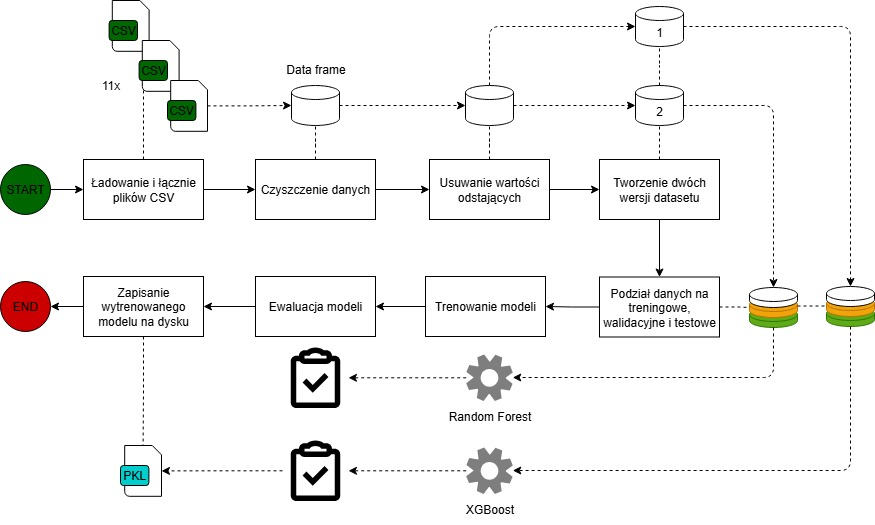 CSV
CSV
CSV
11x
Data frame
1
2
START
Ładowanie i łącznie
plików CSV
Czyszczenie danych
Usuwanie wartości
odstających
Tworzenie dwóch
wersji datasetu
END
Zapisanie
wytrenowanego
modelu na dysku
Ewaluacja modeli
Trenowanie modeli
Podział danych na
treningowe,
walidacyjne i testowe
Random Forest
PKL
XGBoost